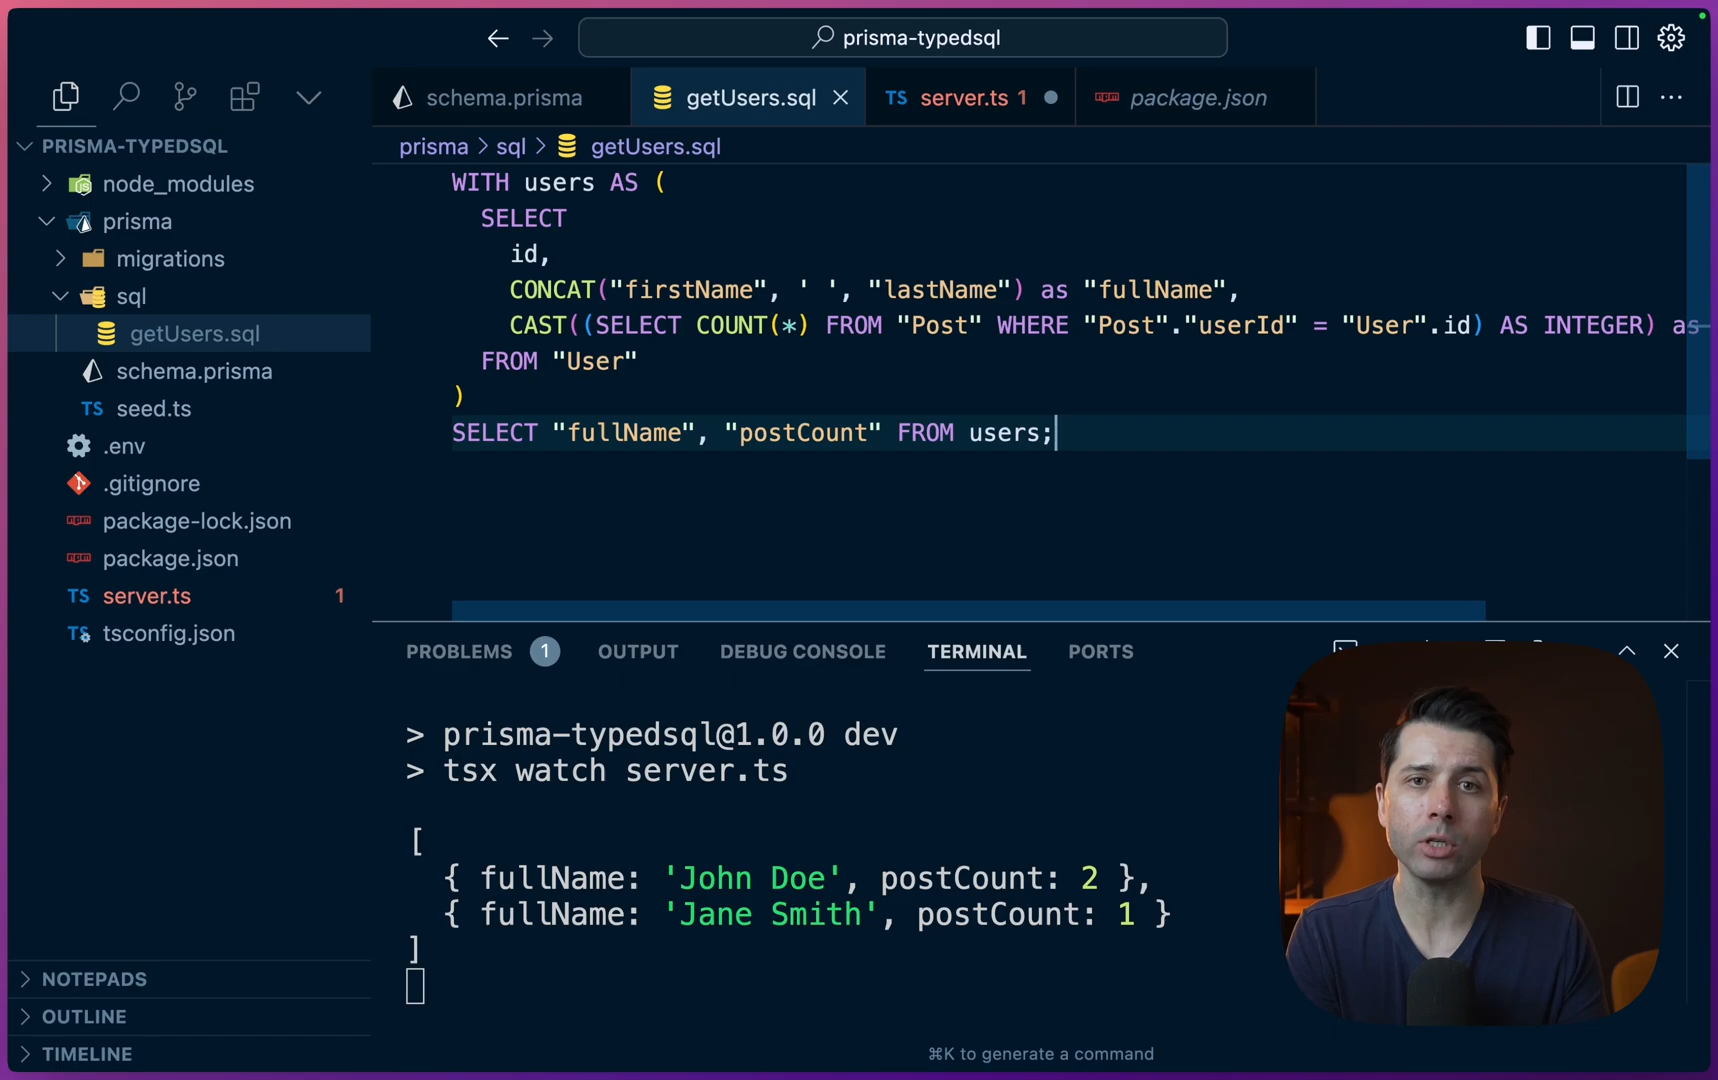 prisma-typedsql
schema.prisma
getUsers.sql
TS server.ts 1
package.json
PRISMA-TYPEDSQL
node_modules
prisma
migrations
sql
getUsers.sql
schema.prisma
TS seed.ts
.env
.gitignore
package-lock.json
package.json
TS server.ts 1
TS tsconfig.json
NOTEPADS
OUTLINE
TIMELINE
prisma > sql > getUsers.sql
WITH users AS (
SELECT
id,
CONCAT("firstName", ' ', "lastName") as "fullName",
CAST((SELECT COUNT(*) FROM "Post" WHERE "Post"."userId" = "User".id) AS INTEGER) as
FROM "User"
)
SELECT "fullName", "postCount" FROM users;
PROBLEMS 1 OUTPUT DEBUG CONSOLE TERMINAL PORTS
> prisma-typedsql@1.0.0 dev
> tsx watch server.ts
[
{ fullName: 'John Doe', postCount: 2 },
{ fullName: 'Jane Smith', postCount: 1 }
]
⌘K to generate a command